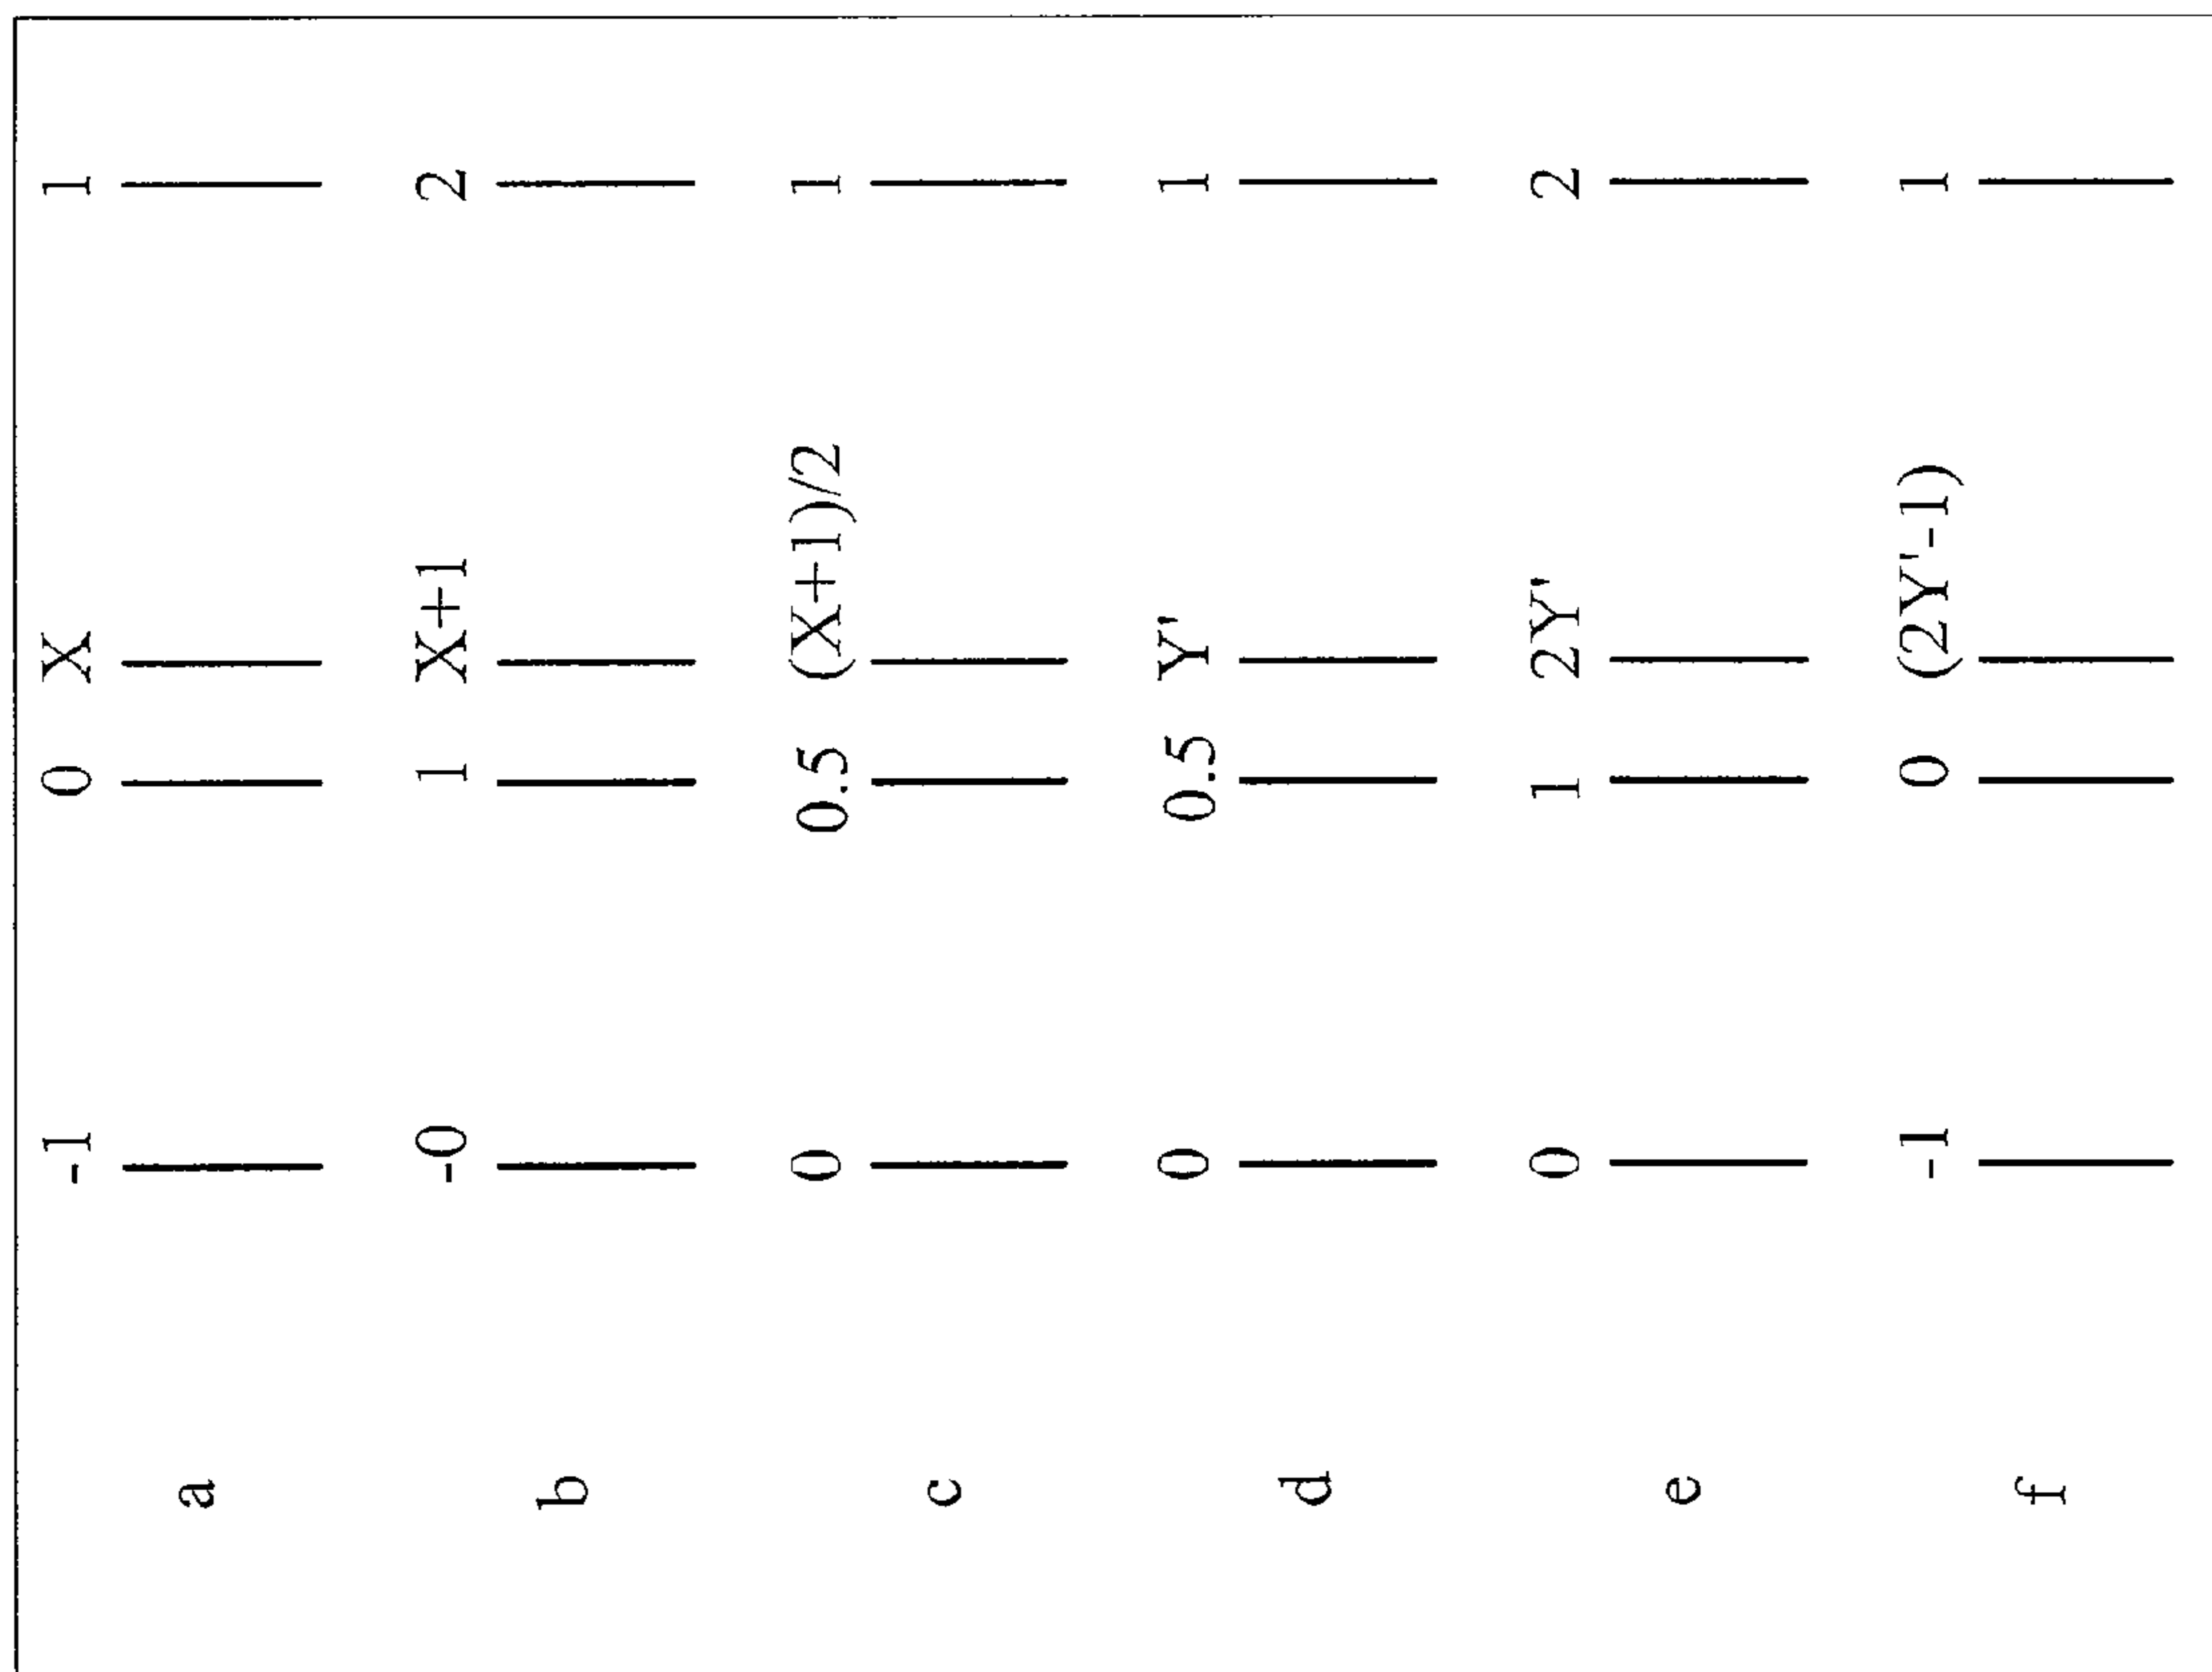 -1 0 X 1
a
-0 1 X+1 2
b
0 0.5 (X+1)/2 1
c
0 0.5 Y' 1
d
0 1 2Y' 2
e
-1 0 (2Y'-1) 1
f